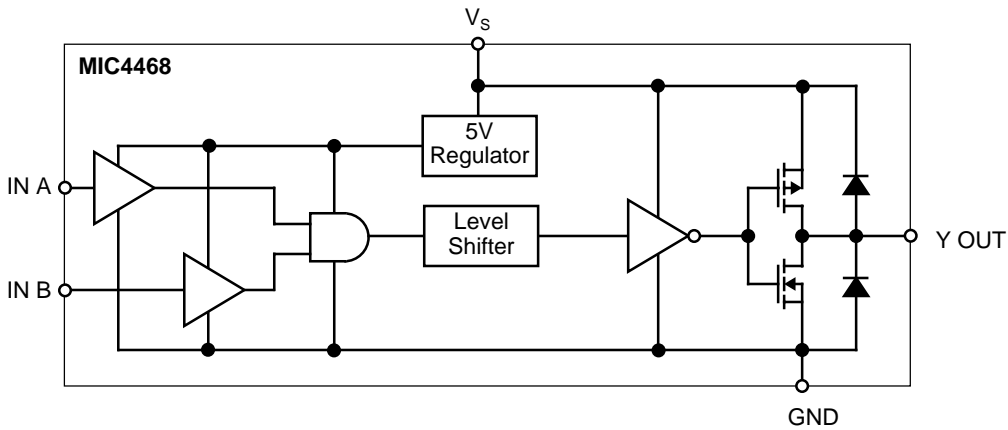 V_S
MIC4468
5V
Regulator
IN A
Level
Shifter
Y OUT
IN B
GND